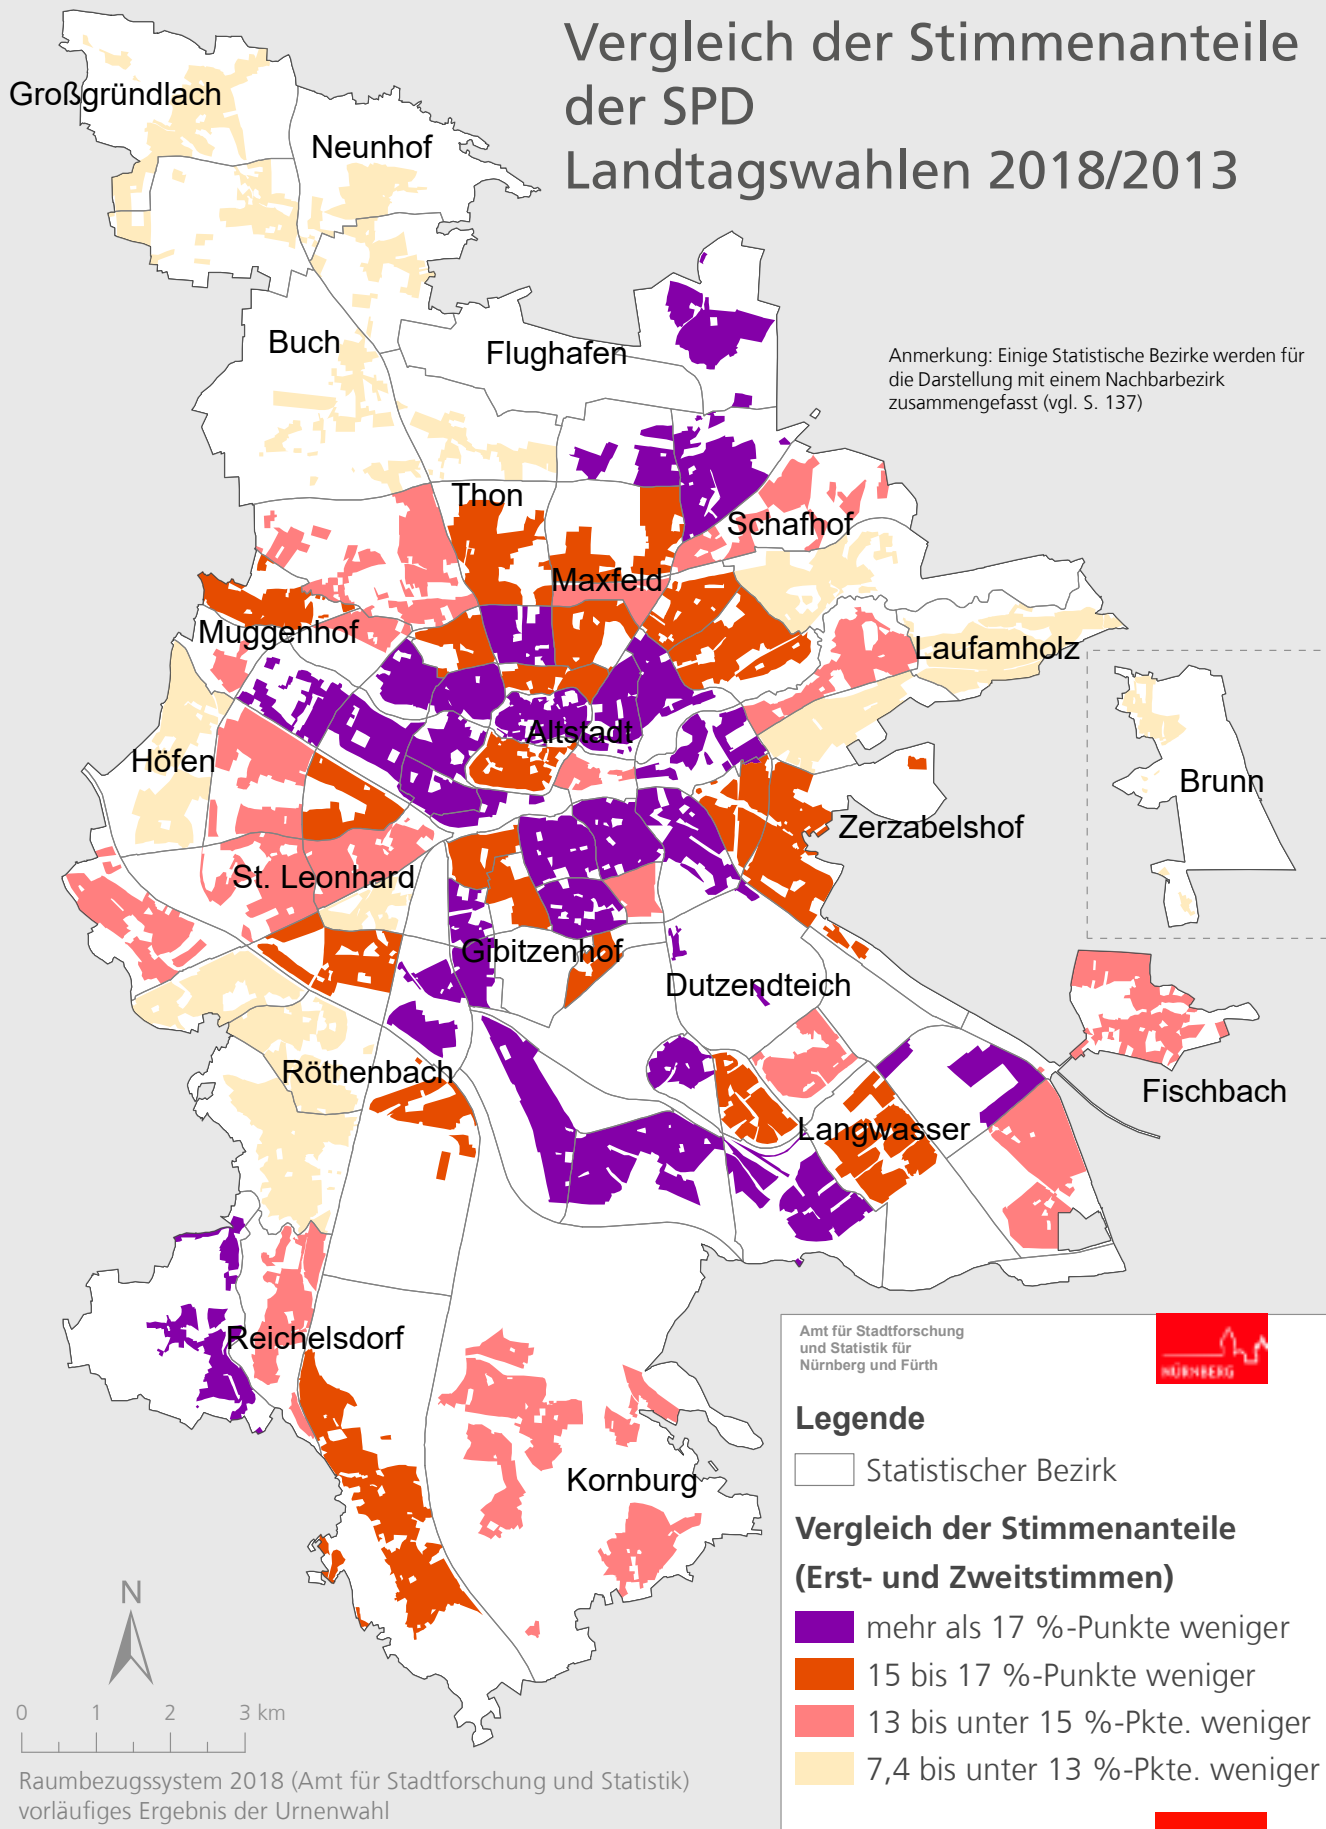 Vergleich der Stimmenanteile
der SPD
Landtagswahlen 2018/2013
Großgründlach
Neunhof
Buch
Flughafen
Anmerkung: Einige Statistische Bezirke werden für
die Darstellung mit einem Nachbarbezirk
zusammengefasst (vgl. S. 137)
Thon
Schafhof
Maxfeld
Muggenhof
Laufamholz
Altstadt
Höfen
Brunn
Zerzabelshof
St. Leonhard
Gibitzenhof
Dutzendteich
Röthenbach
Fischbach
Langwasser
Reichelsdorf
Kornburg
Amt für Stadtforschung
und Statistik für
Nürnberg und Fürth
NÜRNBERG
Legende
Statistischer Bezirk
Vergleich der Stimmenanteile
(Erst- und Zweitstimmen)
mehr als 17 %-Punkte weniger
15 bis 17 %-Punkte weniger
13 bis unter 15 %-Pkte. weniger
7,4 bis unter 13 %-Pkte. weniger
N
0 1 2 3 km
Raumbezugssystem 2018 (Amt für Stadtforschung und Statistik)
vorläufiges Ergebnis der Urnenwahl